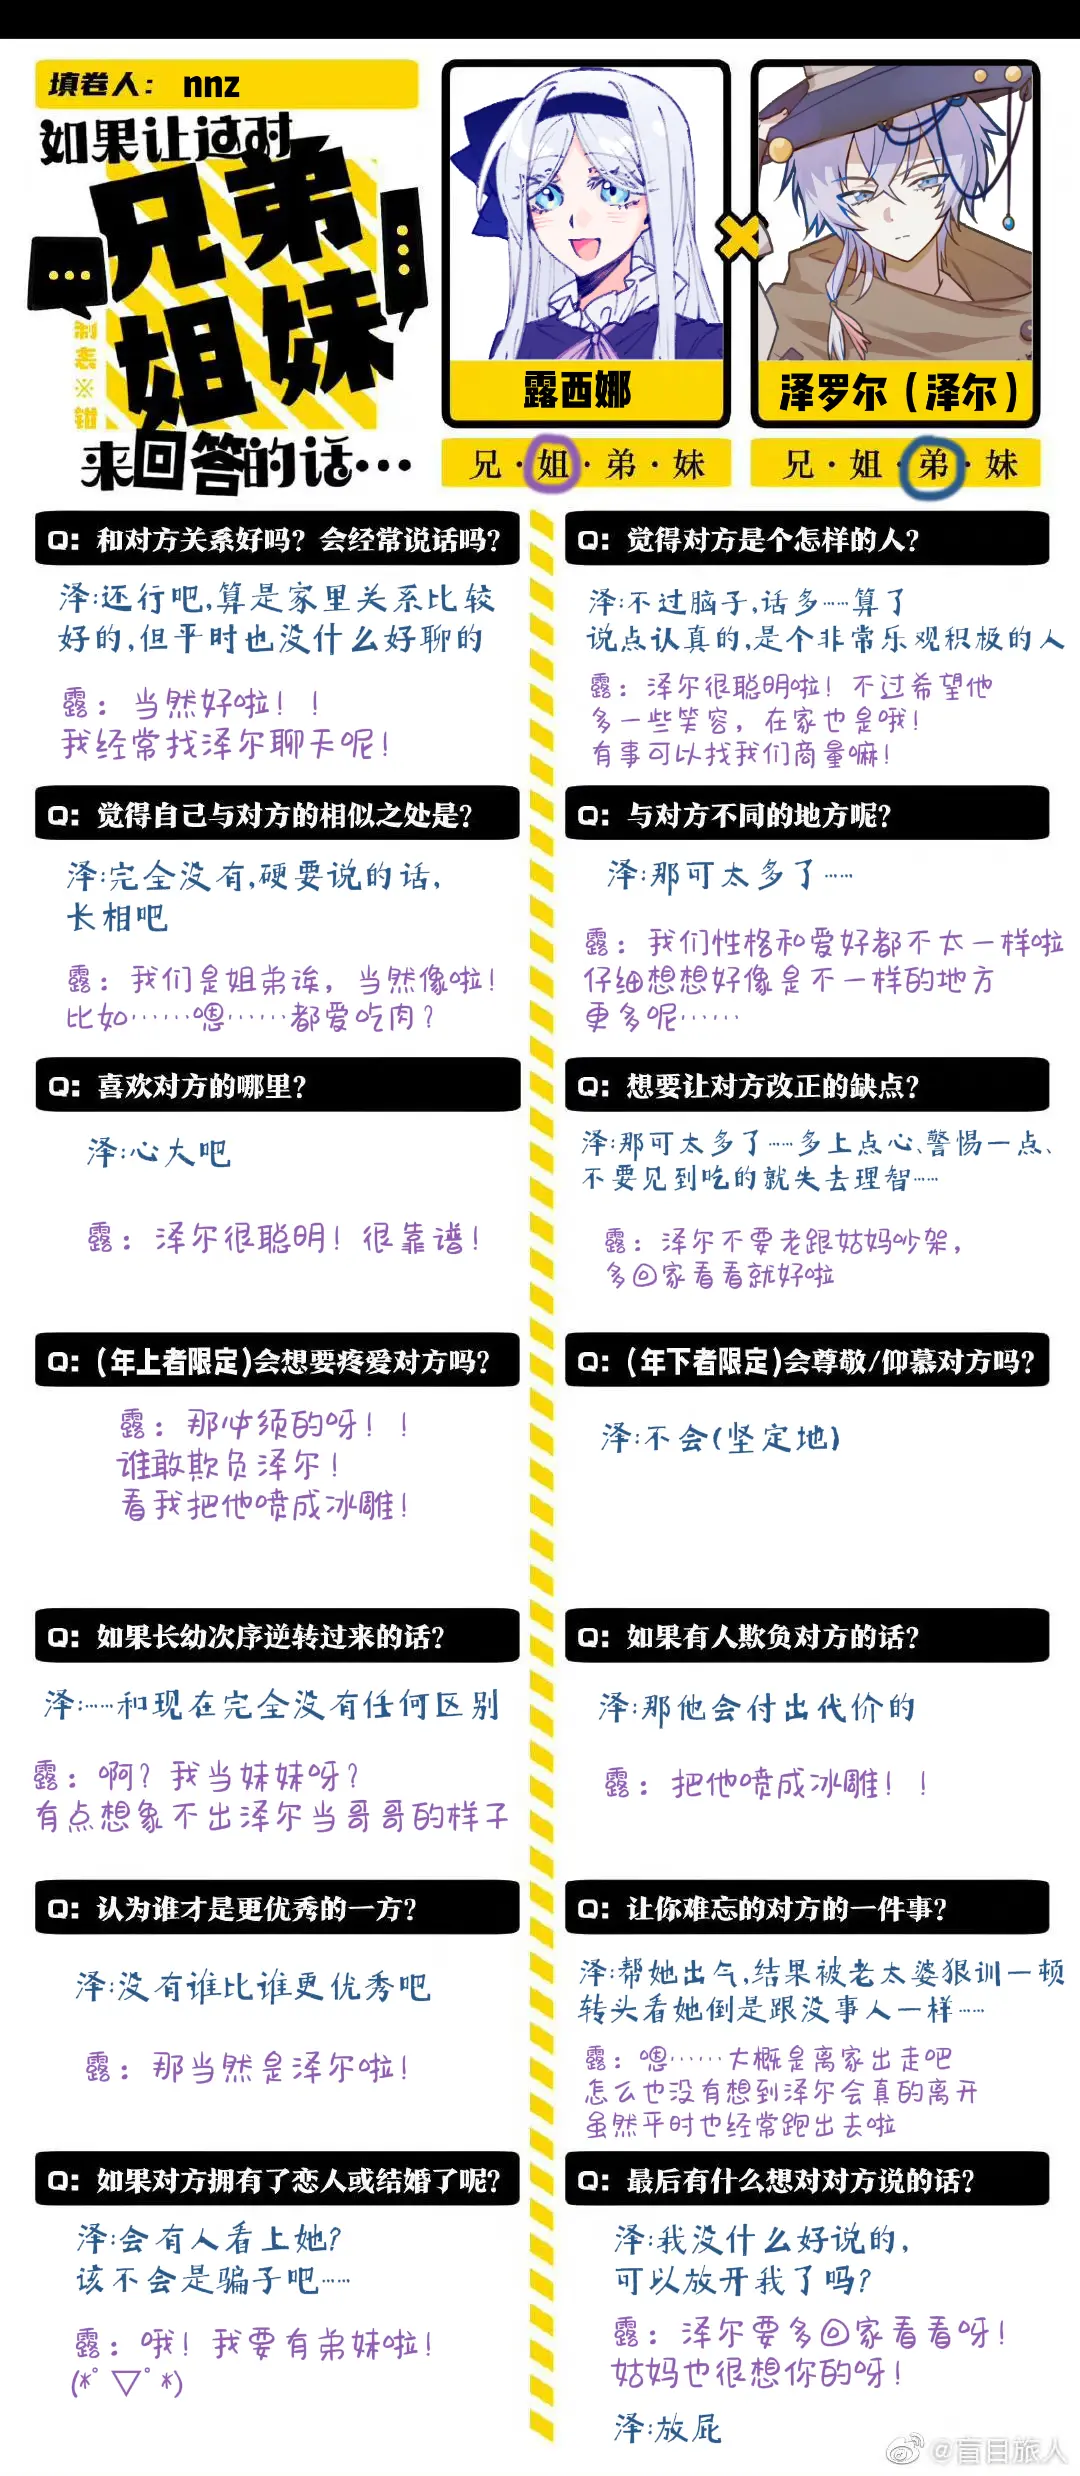 填卷人： nnz
如果让这对
兄弟
姐妹
制表※钳
来回答的话…
露西娜
泽罗尔（泽尔）
兄·姐·弟·妹
兄·姐·弟·妹
Q：和对方关系好吗？会经常说话吗？
泽:还行吧,算是家里关系比较
好的,但平时也没什么好聊的
露：当然好啦！！
我经常找泽尔聊天呢！
Q：觉得对方是个怎样的人？
泽:不过脑子,话多……算了
说点认真的,是个非常乐观积极的人
露：泽尔很聪明啦！不过希望他
多一些笑容，在家也是哦！
有事可以找我们商量嘛！
Q：觉得自己与对方的相似之处是？
泽:完全没有,硬要说的话,
长相吧
露：我们是姐弟诶，当然像啦！
比如……嗯……都爱吃肉？
Q：与对方不同的地方呢？
泽:那可太多了……
露：我们性格和爱好都不太一样啦
仔细想想好像是不一样的地方
更多呢……
Q：喜欢对方的哪里？
泽:心大吧
露：泽尔很聪明！很靠谱！
Q：想要让对方改正的缺点？
泽:那可太多了……多上点心、警惕一点、
不要见到吃的就失去理智……
露：泽尔不要老跟姑妈吵架，
多回家看看就好啦
Q：(年上者限定)会想要疼爱对方吗？
露：那必须的呀！！
谁敢欺负泽尔！
看我把他喷成冰雕！
Q：(年下者限定)会尊敬/仰慕对方吗？
泽:不会(坚定地)
Q：如果长幼次序逆转过来的话？
泽:……和现在完全没有任何区别
露：啊？我当妹妹呀？
有点想象不出泽尔当哥哥的样子
Q：如果有人欺负对方的话？
泽:那他会付出代价的
露：把他喷成冰雕！！
Q：认为谁才是更优秀的一方？
泽:没有谁比谁更优秀吧
露：那当然是泽尔啦！
Q：让你难忘的对方的一件事？
泽:帮她出气,结果被老太婆狠训一顿
转头看她倒是跟没事人一样……
露：嗯……大概是离家出走吧
怎么也没有想到泽尔会真的离开
虽然平时也经常跑出去啦
Q：如果对方拥有了恋人或结婚了呢？
泽:会有人看上她?
该不会是骗子吧……
露：哦！我要有弟妹啦！
(*ﾟ▽ﾟ*)
Q：最后有什么想对对方说的话？
泽:我没什么好说的,
可以放开我了吗?
露：泽尔要多回家看看呀！
姑妈也很想你的呀！
泽:放屁
@盲目旅人